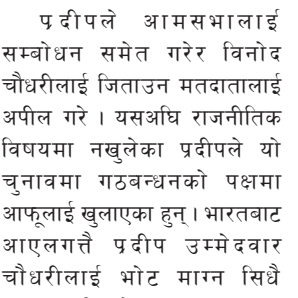 प्रदीपले आमसभालाई
सम्बोधन समेत गरेर विनोद
चौधरीलाई जिताउन मतदातालाई
अपील गरे । यसअघि राजनीतिक
विषयमा नखुलेका प्रदीपले यो
चुनावमा गठबन्धनको पक्षमा
आफूलाई खुलाएका हुन् । भारतबाट
आएलगत्तै प्रदीप उम्मेदवार
चौधरीलाई भोट माग्न सिधै